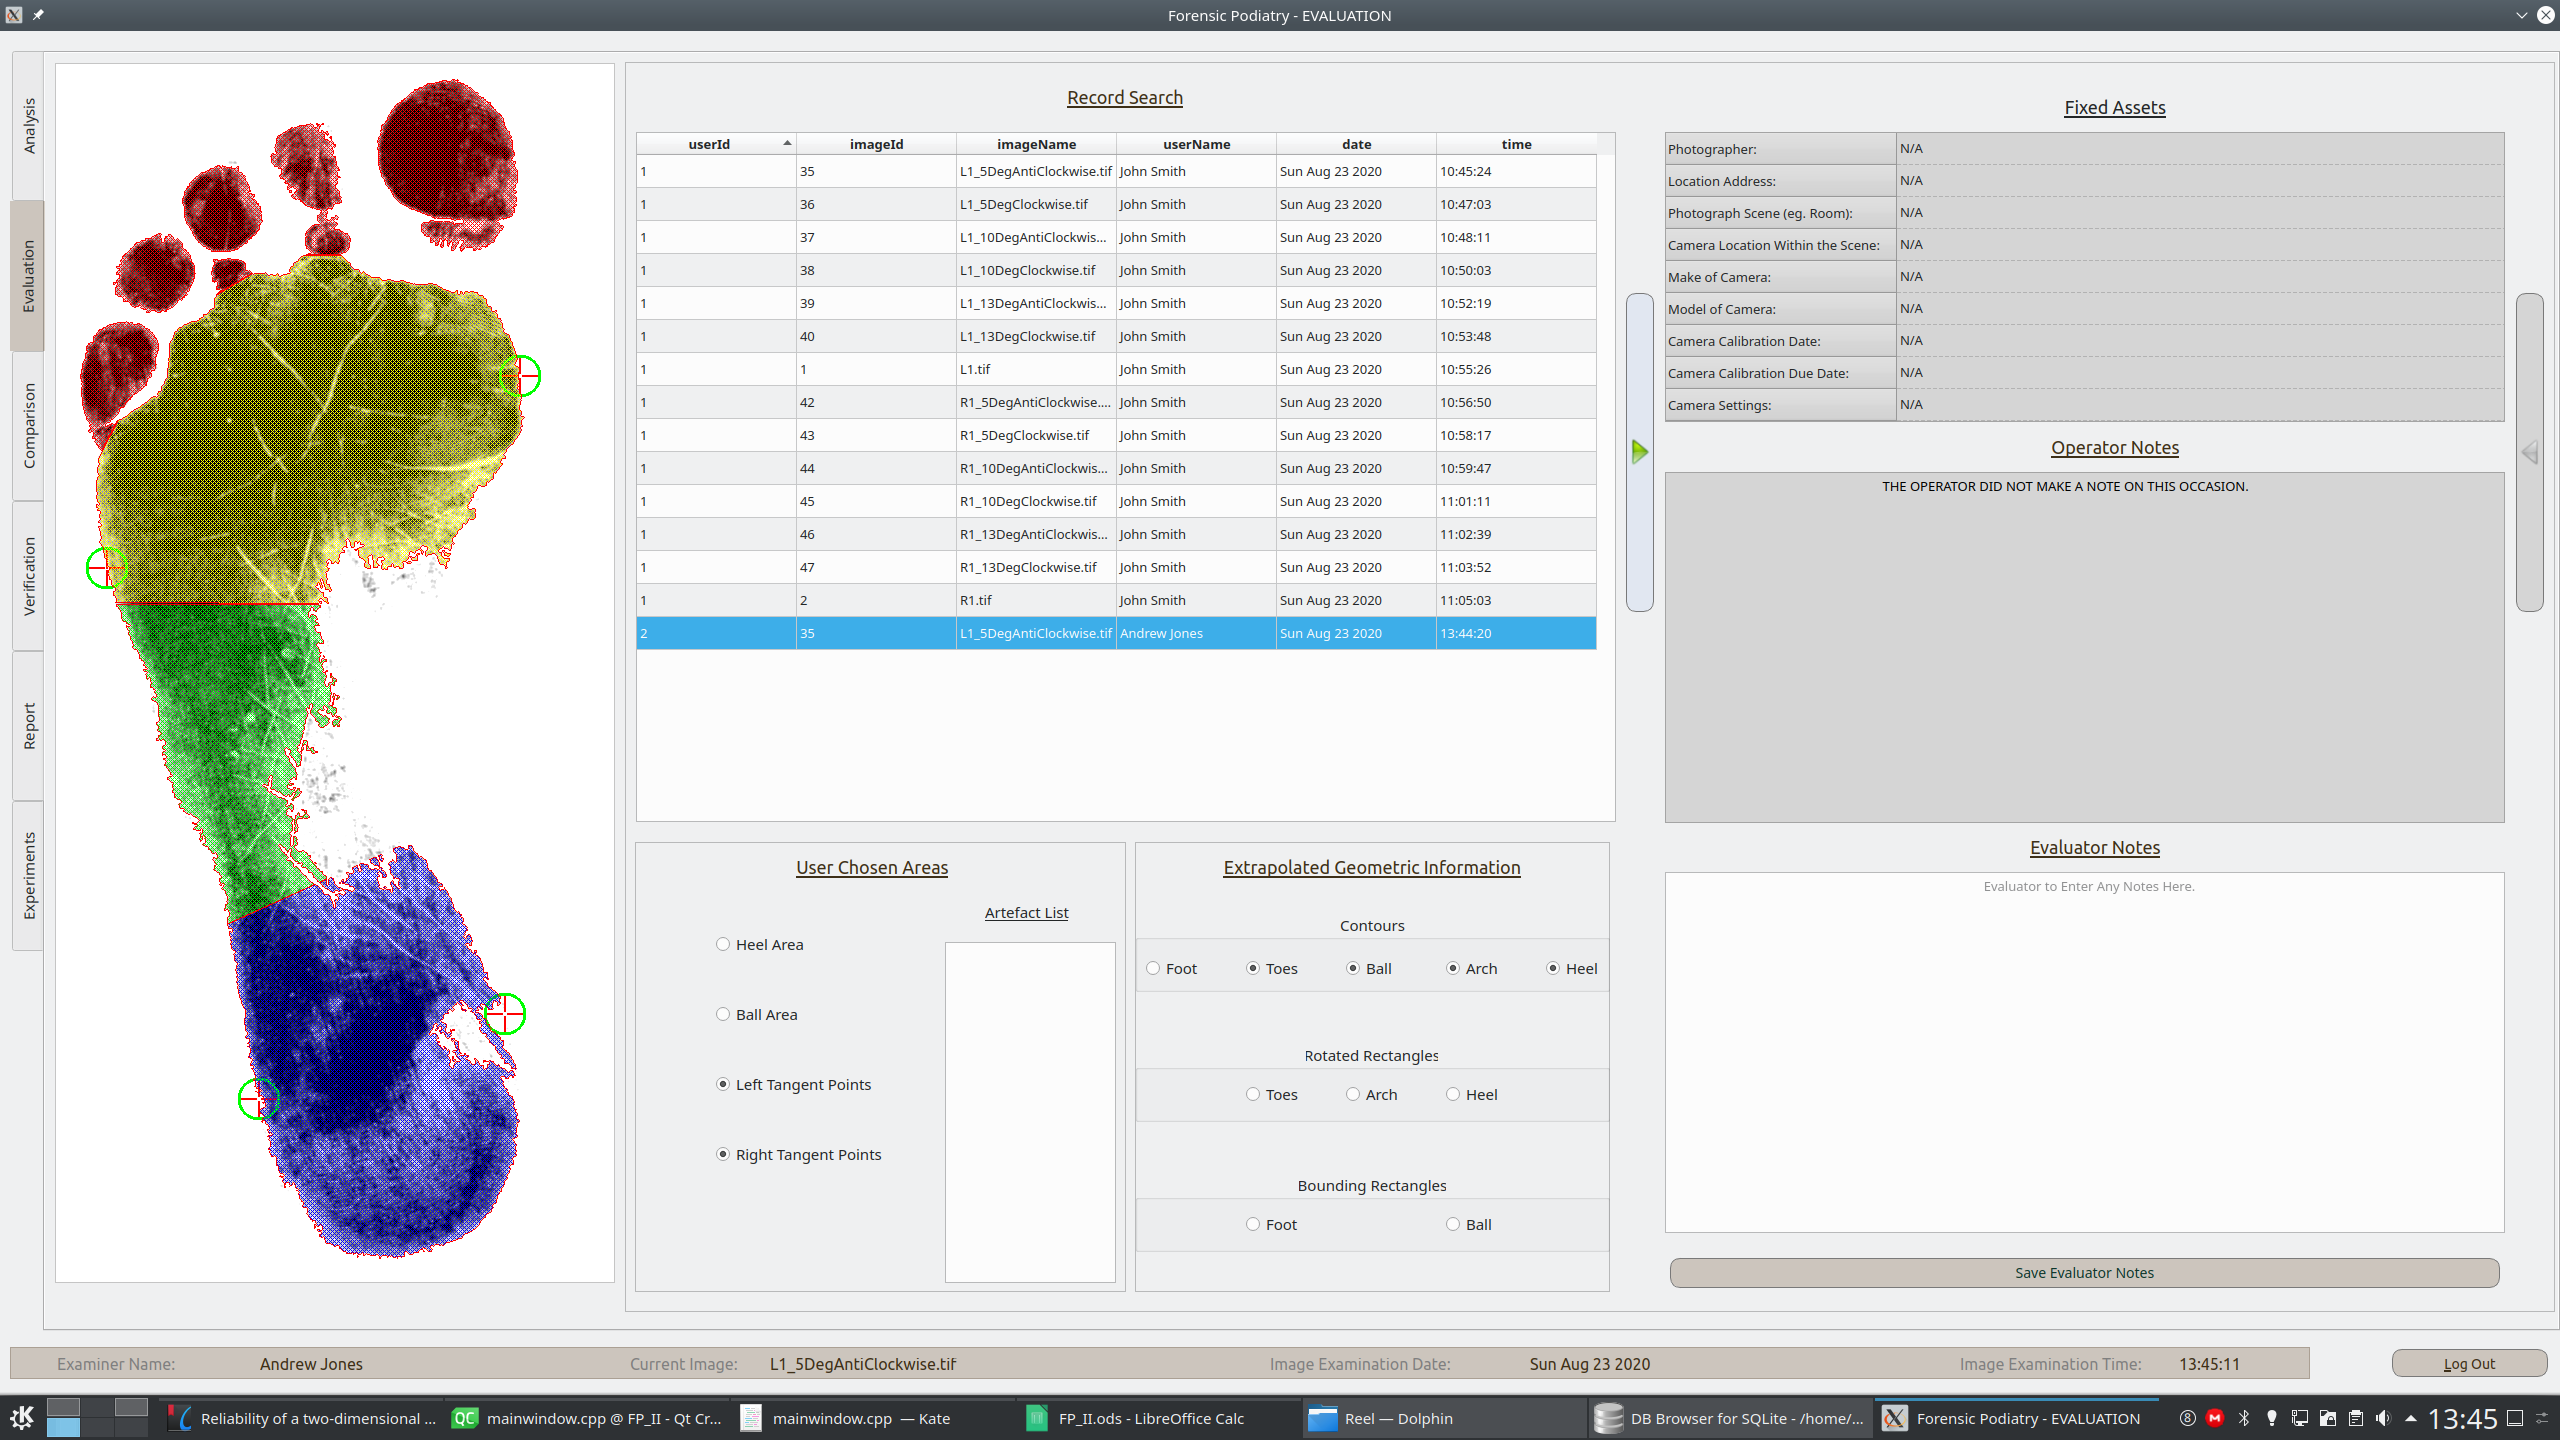 Forensic Podiatry - EVALUATION
Analysis
Evaluation
Comparison
Verification
Report
Experiments
Record Search
userId imageId imageName userName date time
1 35 L1_5DegAntiClockwise.tif John Smith Sun Aug 23 2020 10:45:24
1 36 L1_5DegClockwise.tif John Smith Sun Aug 23 2020 10:47:03
1 37 L1_10DegAntiClockwis... John Smith Sun Aug 23 2020 10:48:11
1 38 L1_10DegClockwise.tif John Smith Sun Aug 23 2020 10:50:03
1 39 L1_13DegAntiClockwis... John Smith Sun Aug 23 2020 10:52:19
1 40 L1_13DegClockwise.tif John Smith Sun Aug 23 2020 10:53:48
1 1 L1.tif John Smith Sun Aug 23 2020 10:55:26
1 42 R1_5DegAntiClockwise.... John Smith Sun Aug 23 2020 10:56:50
1 43 R1_5DegClockwise.tif John Smith Sun Aug 23 2020 10:58:17
1 44 R1_10DegAntiClockwis... John Smith Sun Aug 23 2020 10:59:47
1 45 R1_10DegClockwise.tif John Smith Sun Aug 23 2020 11:01:11
1 46 R1_13DegAntiClockwis... John Smith Sun Aug 23 2020 11:02:39
1 47 R1_13DegClockwise.tif John Smith Sun Aug 23 2020 11:03:52
1 2 R1.tif John Smith Sun Aug 23 2020 11:05:03
2 35 L1_5DegAntiClockwise.tif Andrew Jones Sun Aug 23 2020 13:44:20
User Chosen Areas
Artefact List
Heel Area
Ball Area
Left Tangent Points
Right Tangent Points
Extrapolated Geometric Information
Contours
Foot Toes Ball Arch Heel
Rotated Rectangles
Toes Arch Heel
Bounding Rectangles
Foot Ball
Fixed Assets
Photographer: N/A
Location Address: N/A
Photograph Scene (eg. Room): N/A
Camera Location Within the Scene: N/A
Make of Camera: N/A
Model of Camera: N/A
Camera Calibration Date: N/A
Camera Calibration Due Date: N/A
Camera Settings: N/A
Operator Notes
THE OPERATOR DID NOT MAKE A NOTE ON THIS OCCASION.
Evaluator Notes
Evaluator to Enter Any Notes Here.
Save Evaluator Notes
Examiner Name: Andrew Jones Current Image: L1_5DegAntiClockwise.tif Image Examination Date: Sun Aug 23 2020 Image Examination Time: 13:45:11 Log Out
Reliability of a two-dimensional ... QC mainwindow.cpp @ FP_II - Qt Cr... mainwindow.cpp — Kate FP_II.ods - LibreOffice Calc Reel — Dolphin DB Browser for SQLite - /home/... Forensic Podiatry - EVALUATION 8 M 13:45